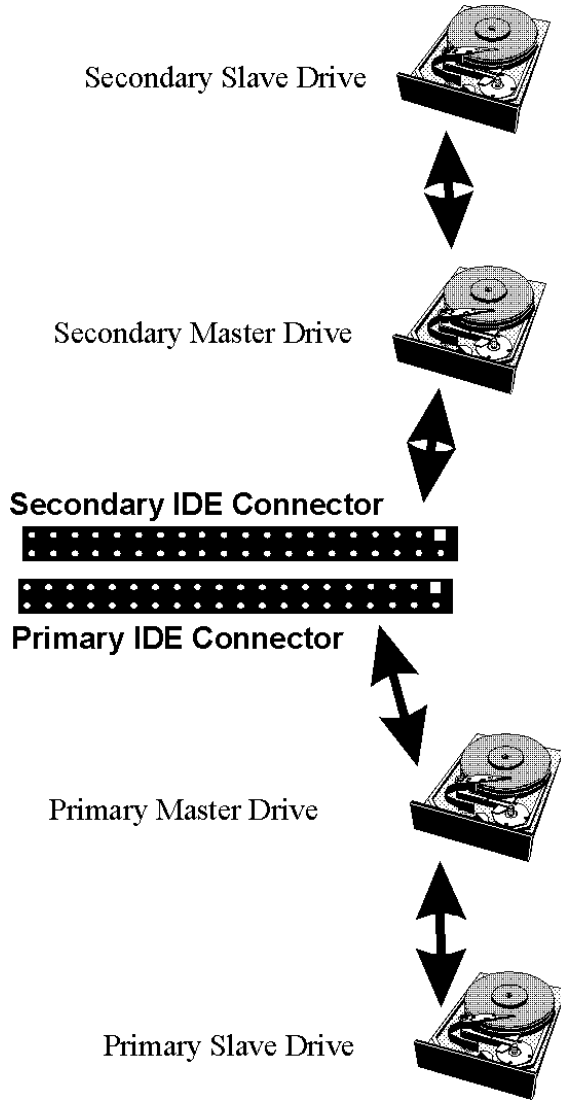 Secondary Slave Drive
Secondary Master Drive
Secondary IDE Connector
Primary IDE Connector
Primary Master Drive
Primary Slave Drive